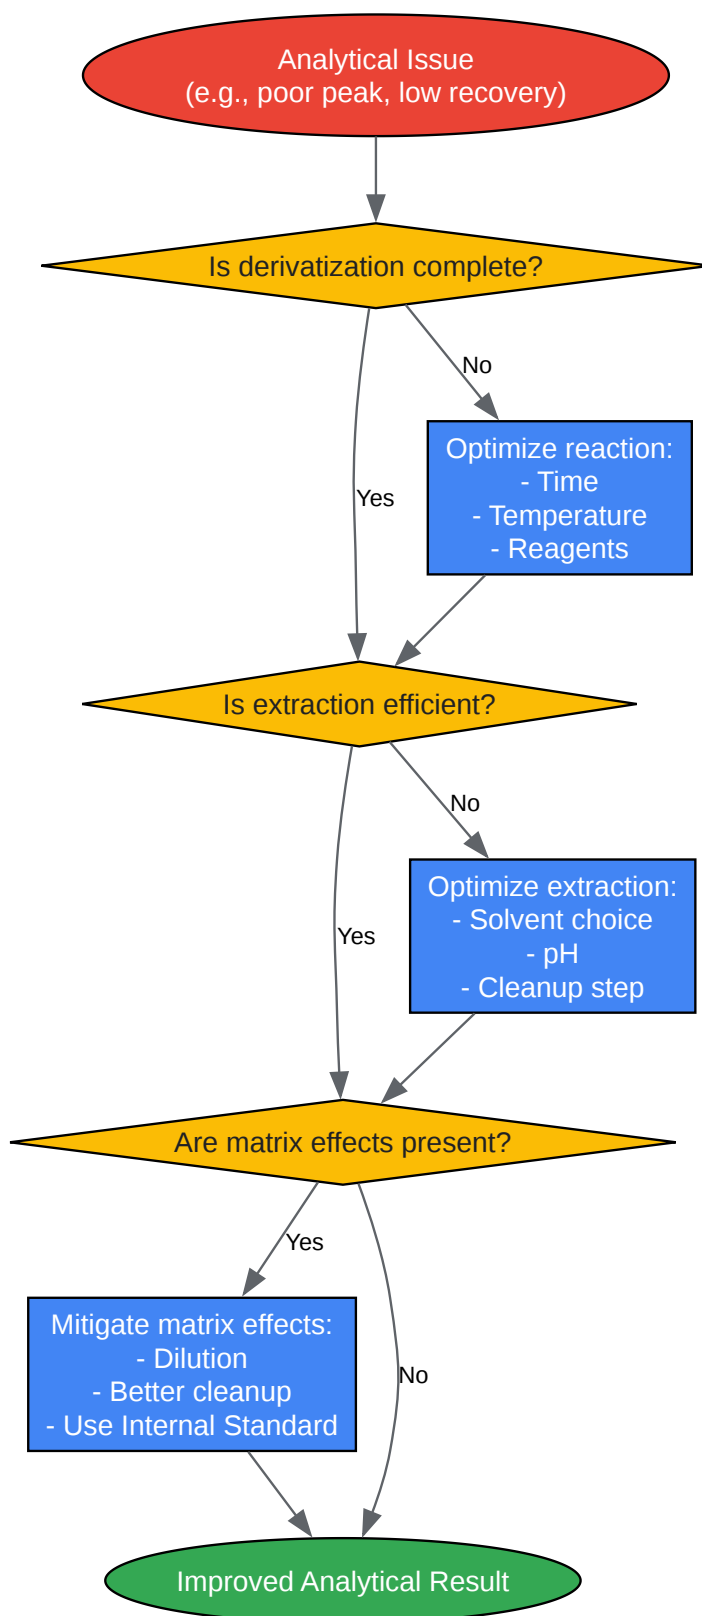 Analytical Issue
(e.g., poor peak, low recovery)
Is derivatization complete?
No
Optimize reaction:
- Time
- Temperature
- Reagents
Yes
Is extraction efficient?
No
Optimize extraction:
- Solvent choice
- pH
- Cleanup step
Yes
Are matrix effects present?
Yes
Mitigate matrix effects:
- Dilution
- Better cleanup
- Use Internal Standard
No
Improved Analytical Result